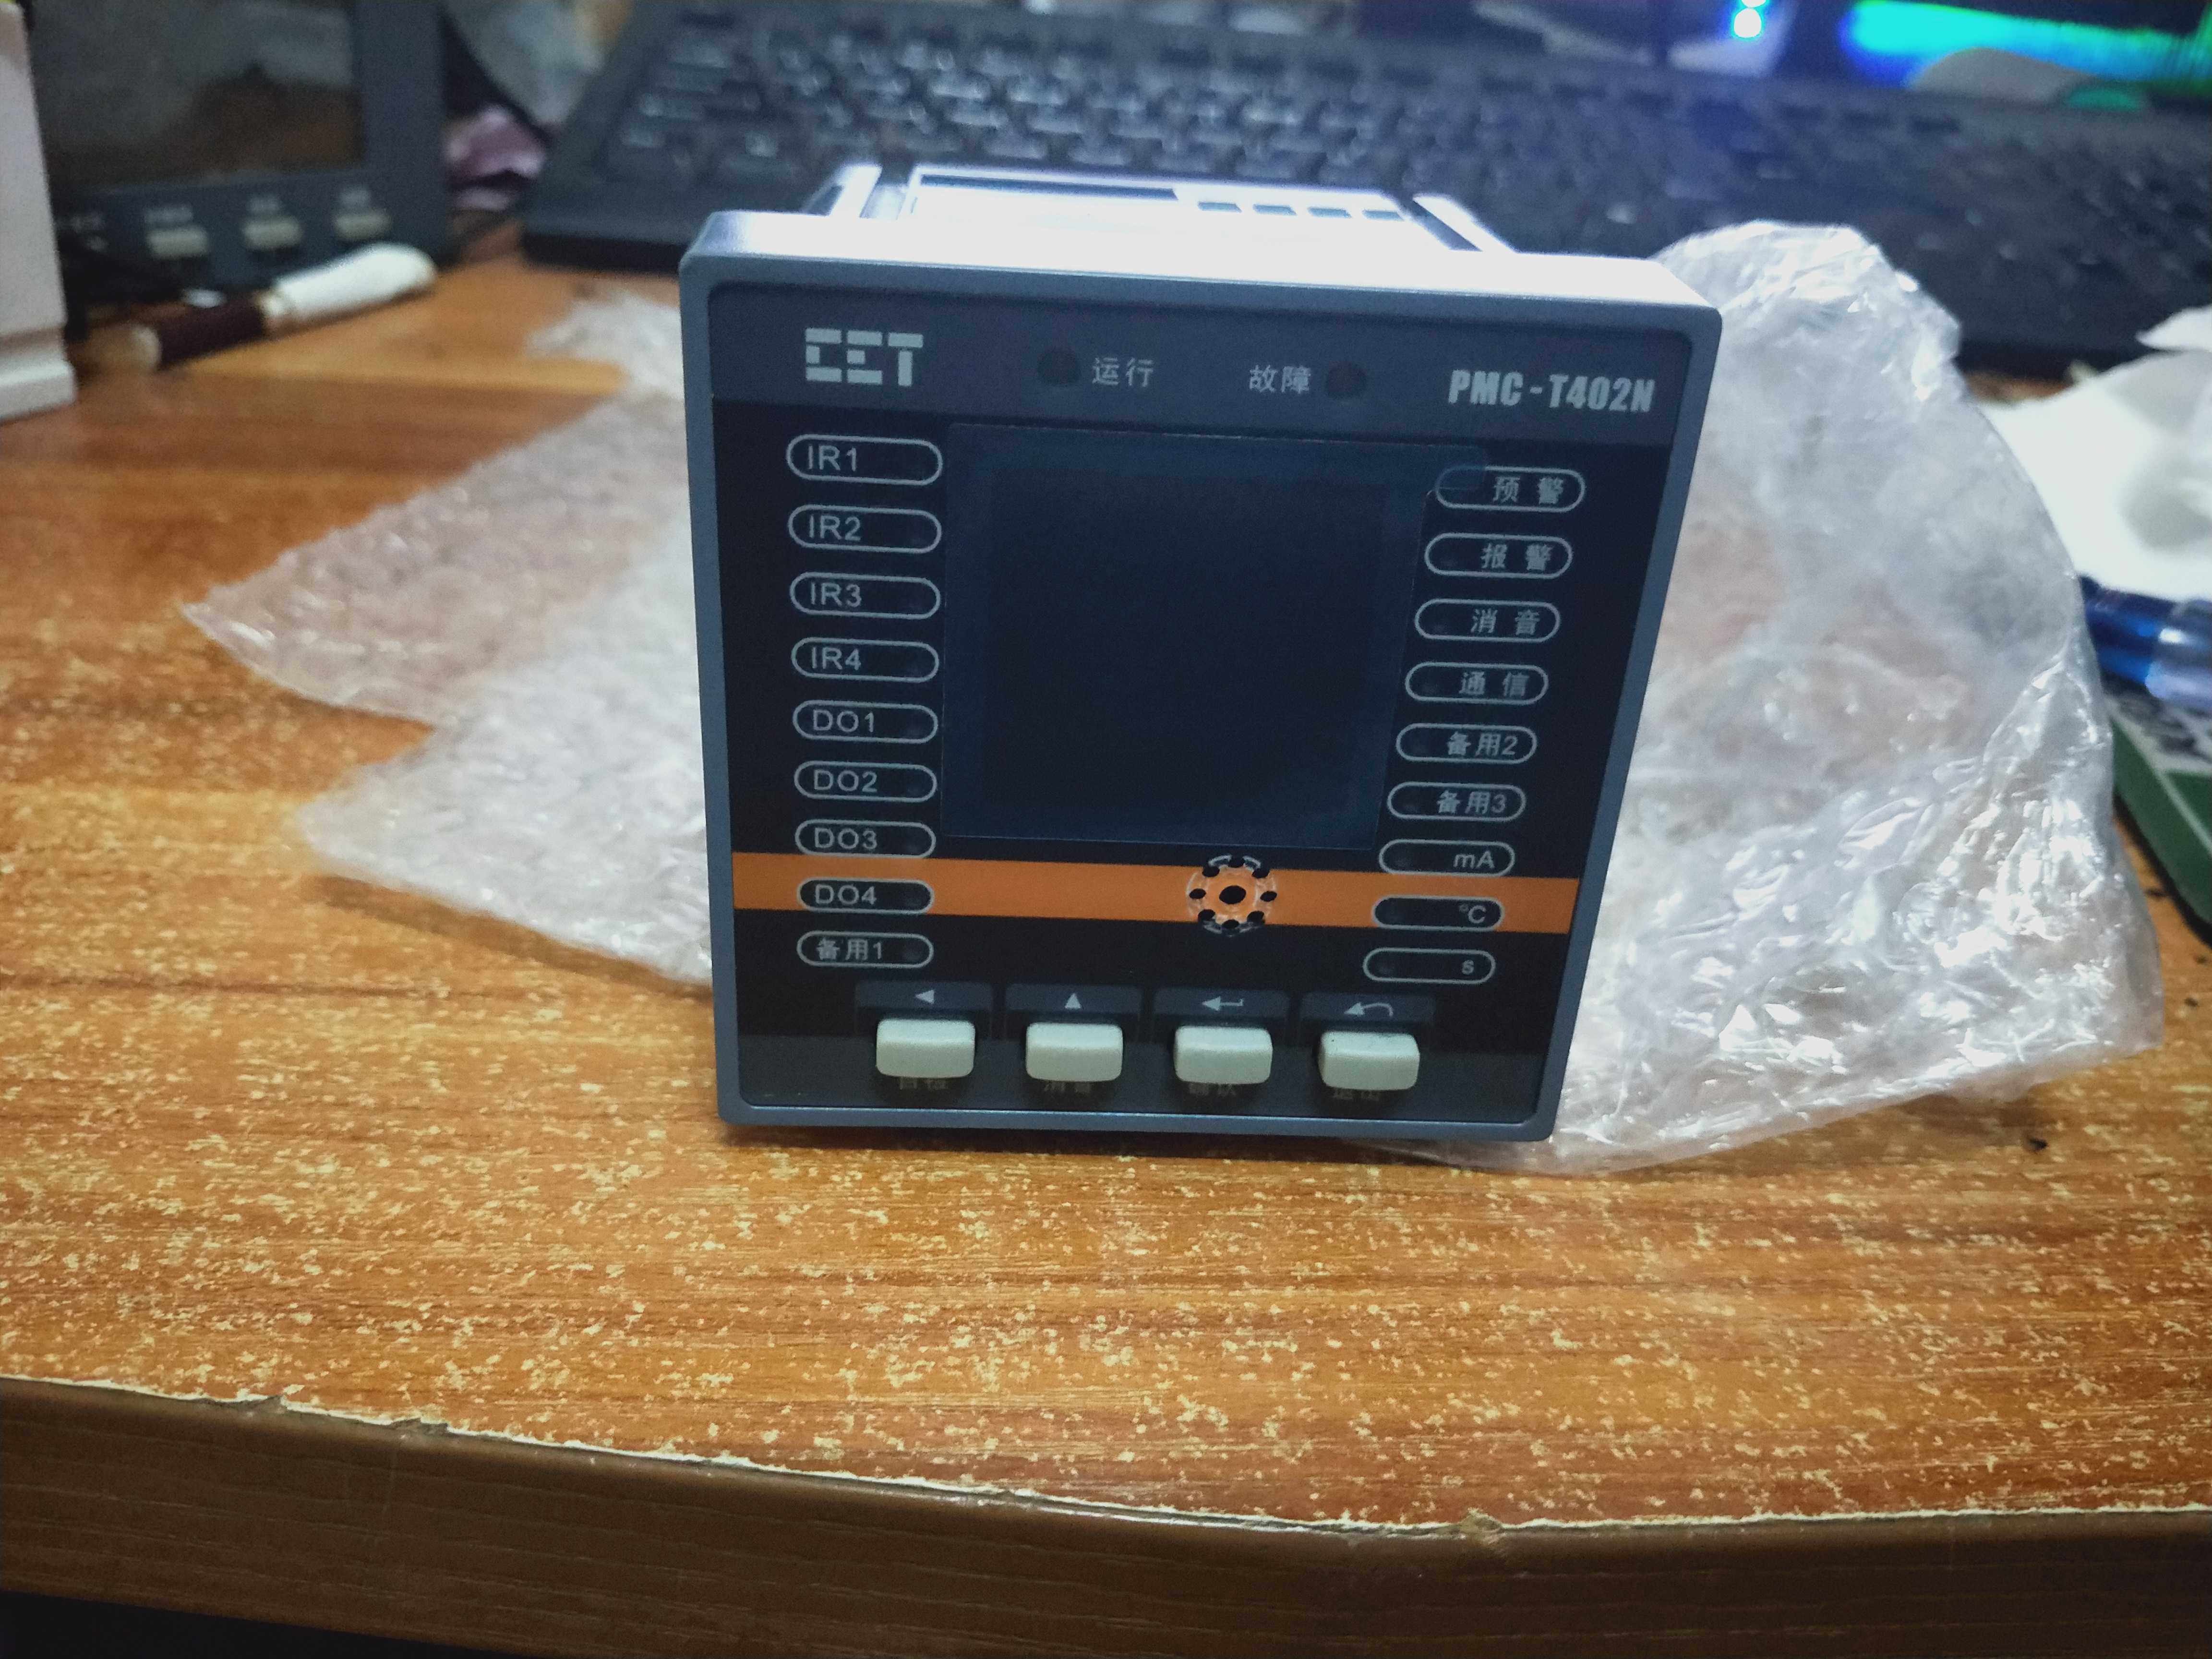 CET
运行
故障
PMC-T402N
IR1
IR2
IR3
IR4
DO1
DO2
DO3
DO4
备用1
预警
报警
消音
通信
备用2
备用3
mA
°C
s